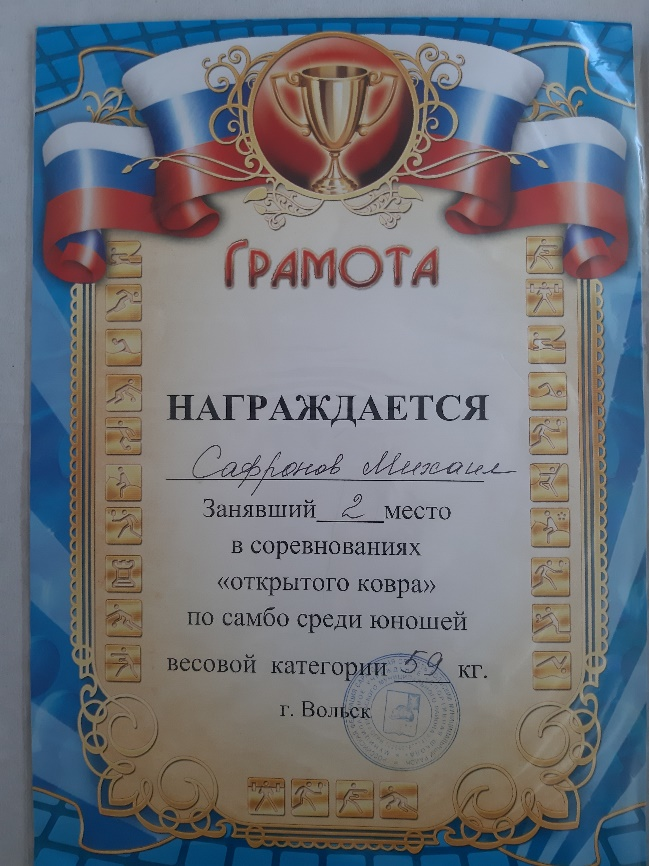 ГРАМОТА
НАГРАЖДАЕТСЯ
Сафронов Михаил
Занявший 2 место
в соревнованиях
«открытого ковра»
по самбо среди юношей
весовой категории 59 кг.
г. Вольск